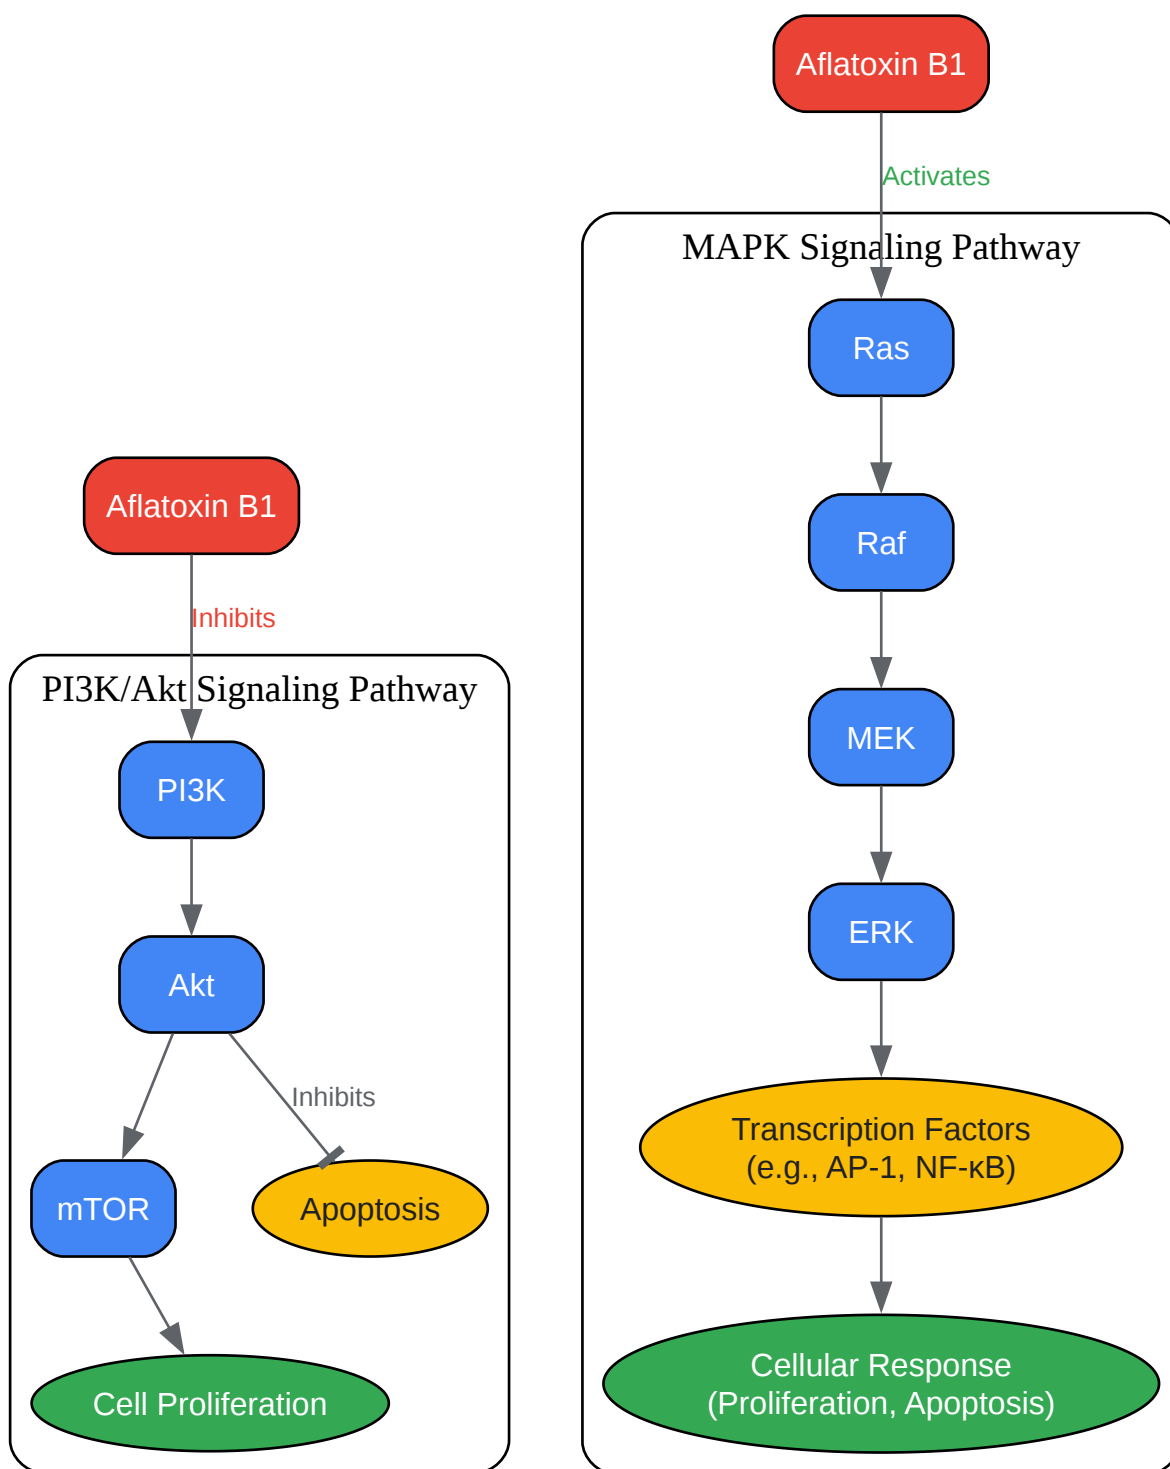 Aflatoxin B1
Inhibits
PI3K/Akt Signaling Pathway
PI3K
Akt
Inhibits
mTOR
Apoptosis
Cell Proliferation
Aflatoxin B1
Activates
MAPK Signaling Pathway
Ras
Raf
MEK
ERK
Transcription Factors
(e.g., AP-1, NF-κB)
Cellular Response
(Proliferation, Apoptosis)